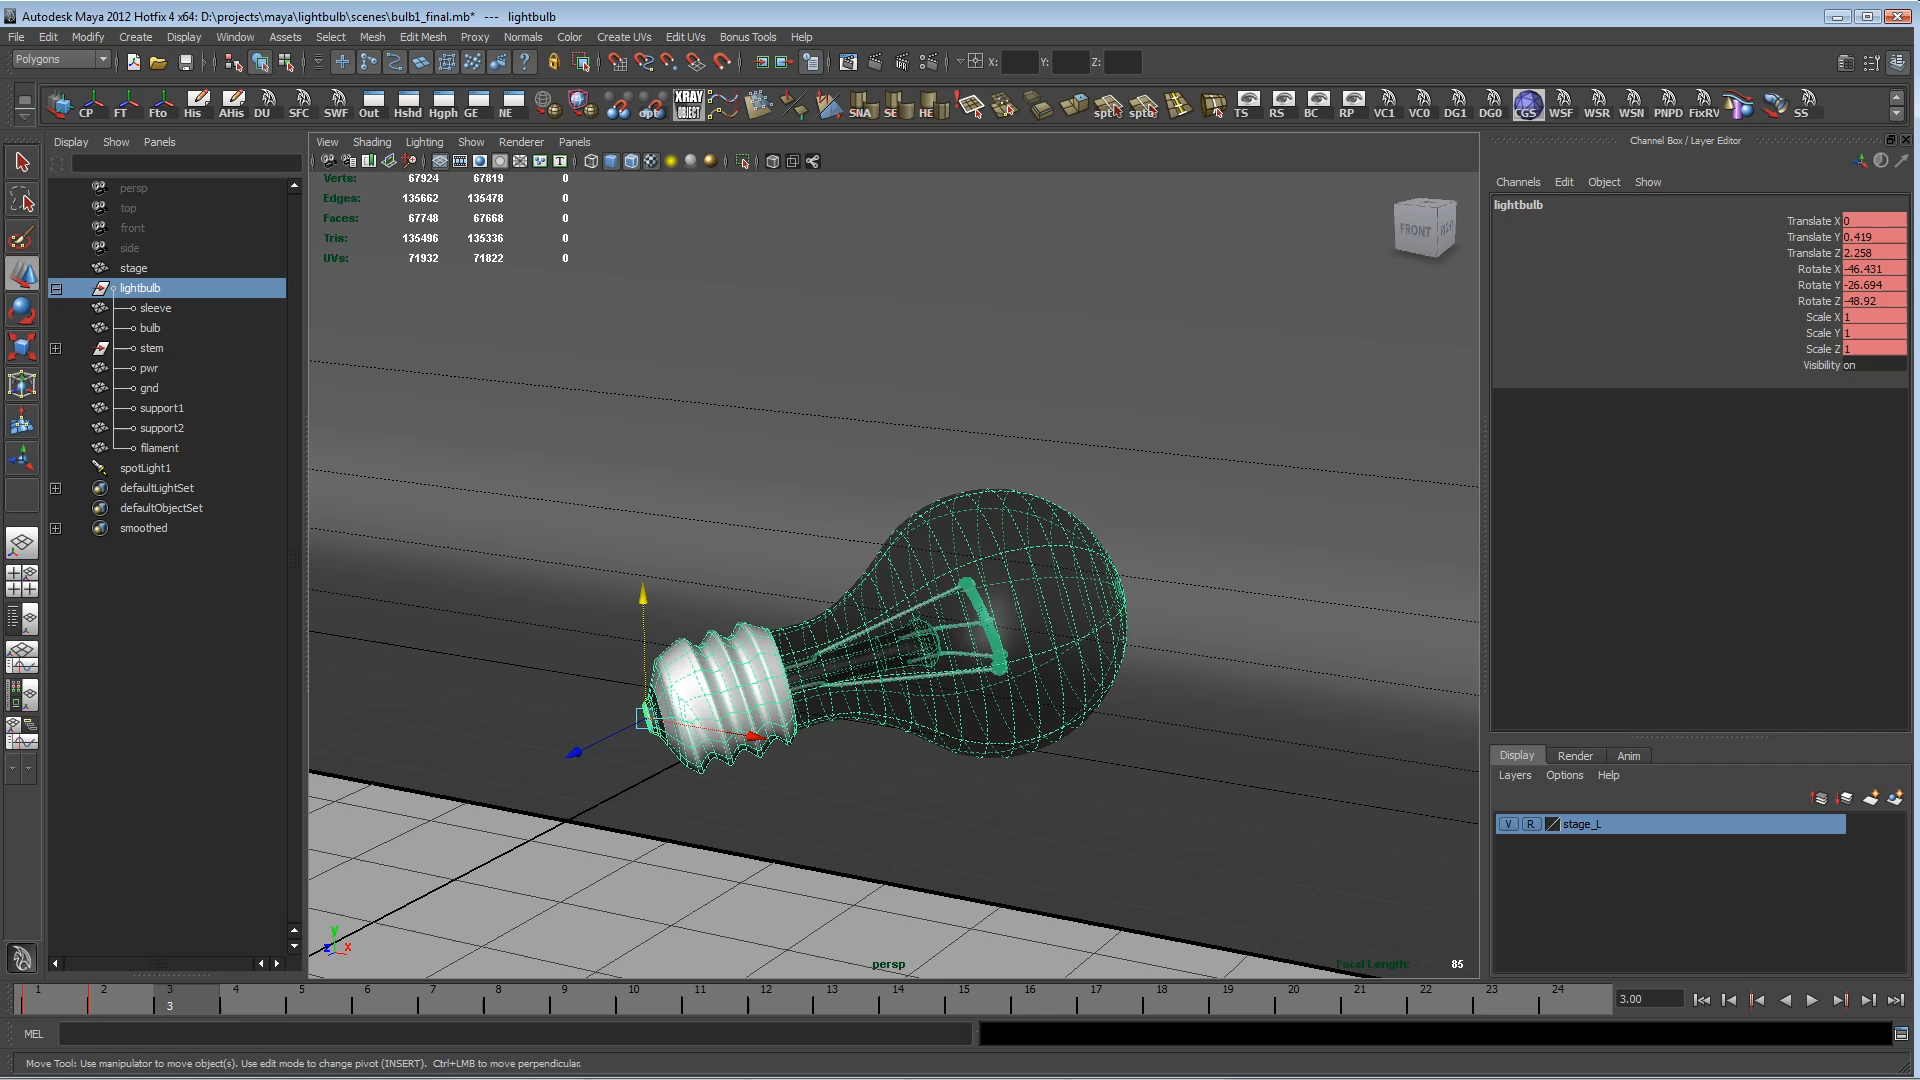 Autodesk Maya 2012 Hotfix 4 x64: D:\projects\maya\lightbulb\scenes\bulb1_final.mb*   ---   lightbulb
File Edit Modify Create Display Window Assets Select Mesh Edit Mesh Proxy Normals Color Create UVs Edit UVs Bonus Tools Help
Polygons X: Y: Z:
CP FT Fto His AHis DU SFC SWF Out Hshd Hgph GE NE opt XRAY OBJECT SNA SE HE TS RS BC RP VC1 VC0 DG1 DG0 CGS WSF WSR WSN PNPD FixRV SS
Display Show Panels
persp
top
front
side
stage
lightbulb
sleeve
bulb
stem
pwr
gnd
support1
support2
filament
spotLight1
defaultLightSet
defaultObjectSet
smoothed
View Shading Lighting Show Renderer Panels
Verts: 67924 67819 0
Edges: 135662 135478 0
Faces: 67748 67668 0
Tris: 135496 135336 0
UVs: 71932 71822 0
FRONT
y
z x
persp
Focal Length: 85
Channel Box / Layer Editor
Channels Edit Object Show
lightbulb
Translate X 0
Translate Y 0.419
Translate Z 2.258
Rotate X -46.431
Rotate Y -26.694
Rotate Z -48.92
Scale X 1
Scale Y 1
Scale Z 1
Visibility on
Display Render Anim
Layers Options Help
V R stage_L
1 2 3 4 5 6 7 8 9 10 11 12 13 14 15 16 17 18 19 20 21 22 23 24
3
3.00
MEL
Move Tool: Use manipulator to move object(s). Use edit mode to change pivot (INSERT).  Ctrl+LMB to move perpendicular.